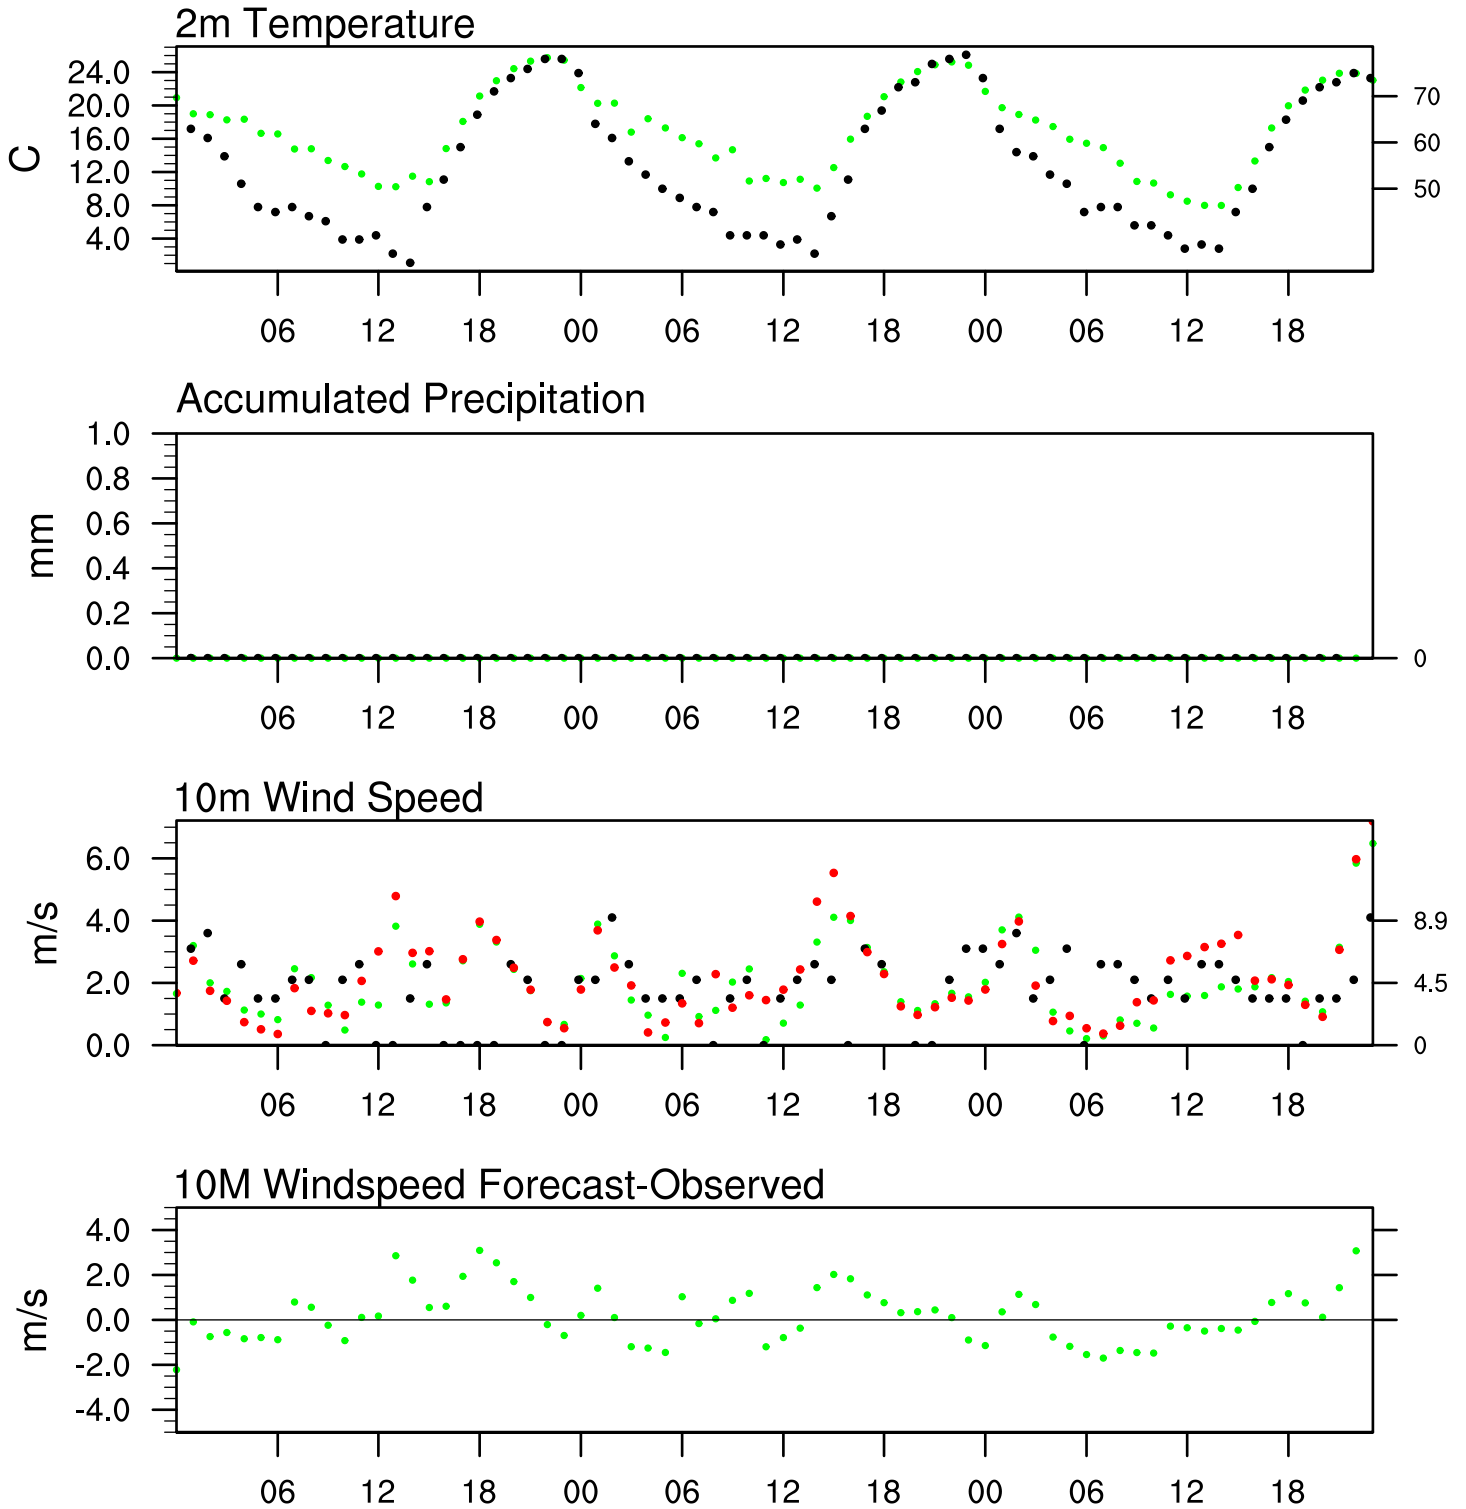 2m Temperature
24.0
20.0
16.0
12.0
8.0
4.0
C
70
60
50
06 12 18 00 06 12 18 00 06 12 18
Accumulated Precipitation
1.0
0.8
0.6
0.4
0.2
0.0
mm
0
06 12 18 00 06 12 18 00 06 12 18
10m Wind Speed
6.0
4.0
2.0
0.0
m/s
8.9
4.5
0
06 12 18 00 06 12 18 00 06 12 18
10M Windspeed Forecast-Observed
4.0
2.0
0.0
-2.0
-4.0
m/s
06 12 18 00 06 12 18 00 06 12 18